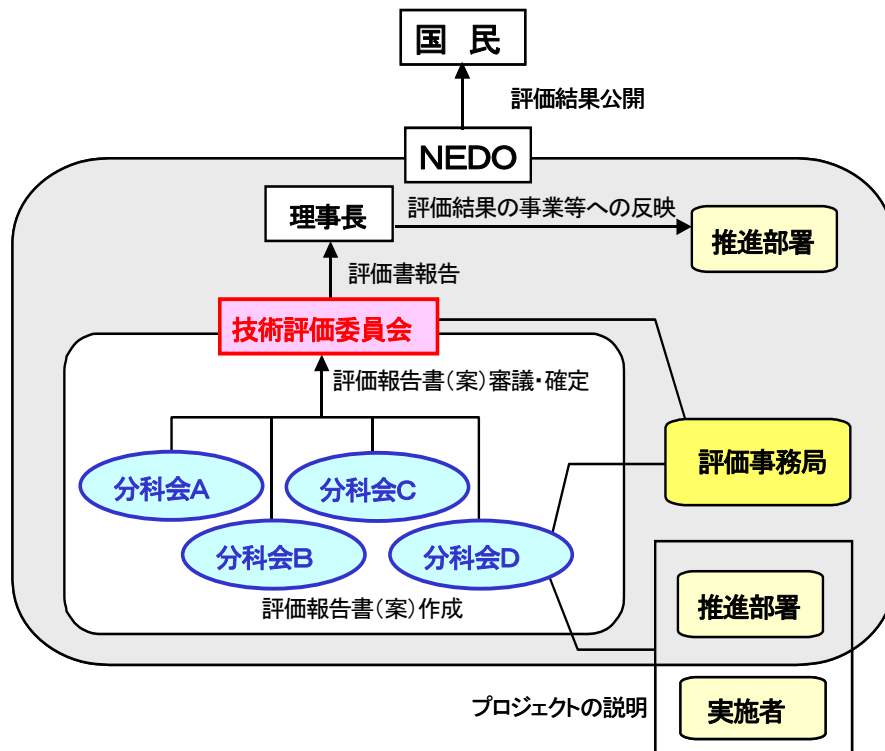 国 民
評価結果公開
NEDO
理事長
評価結果の事業等への反映
推進部署
評価書報告
技術評価委員会
評価報告書(案)審議・確定
評価事務局
分科会A
分科会C
分科会B
分科会D
評価報告書(案)作成
推進部署
プロジェクトの説明
実施者